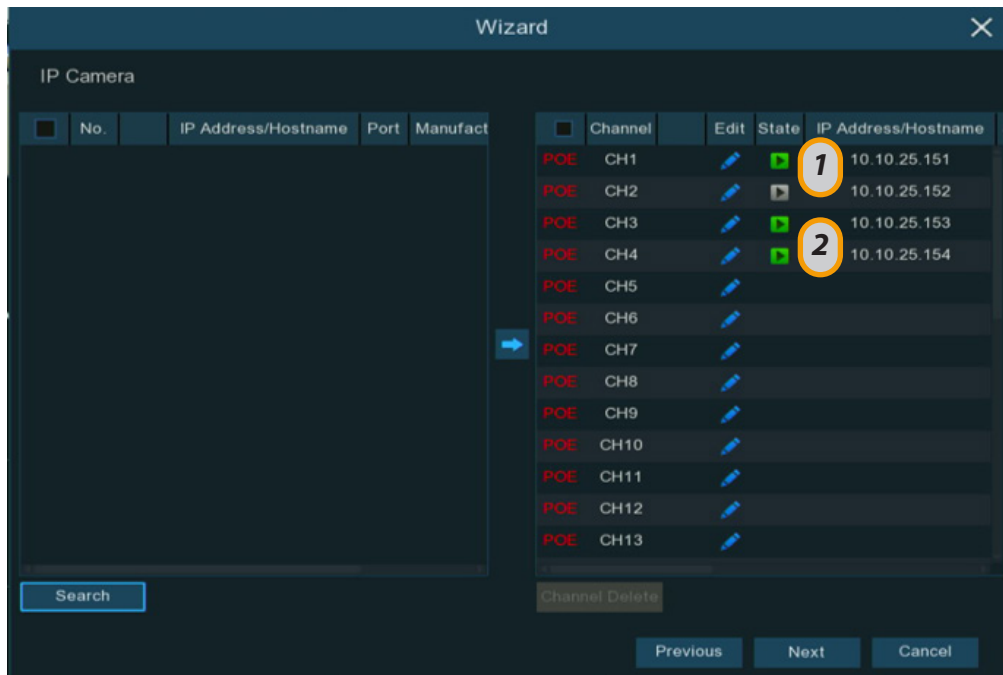 Wizard
IP Camera
No. IP Address/Hostname Port Manufact
Channel Edit State IP Address/Hostname
POE CH1 10.10.25.151
1
POE CH2 10.10.25.152
POE CH3 10.10.25.153
2
POE CH4 10.10.25.154
POE CH5
POE CH6
POE CH7
POE CH8
POE CH9
POE CH10
POE CH11
POE CH12
POE CH13
Search
Channel Delete
Previous Next Cancel